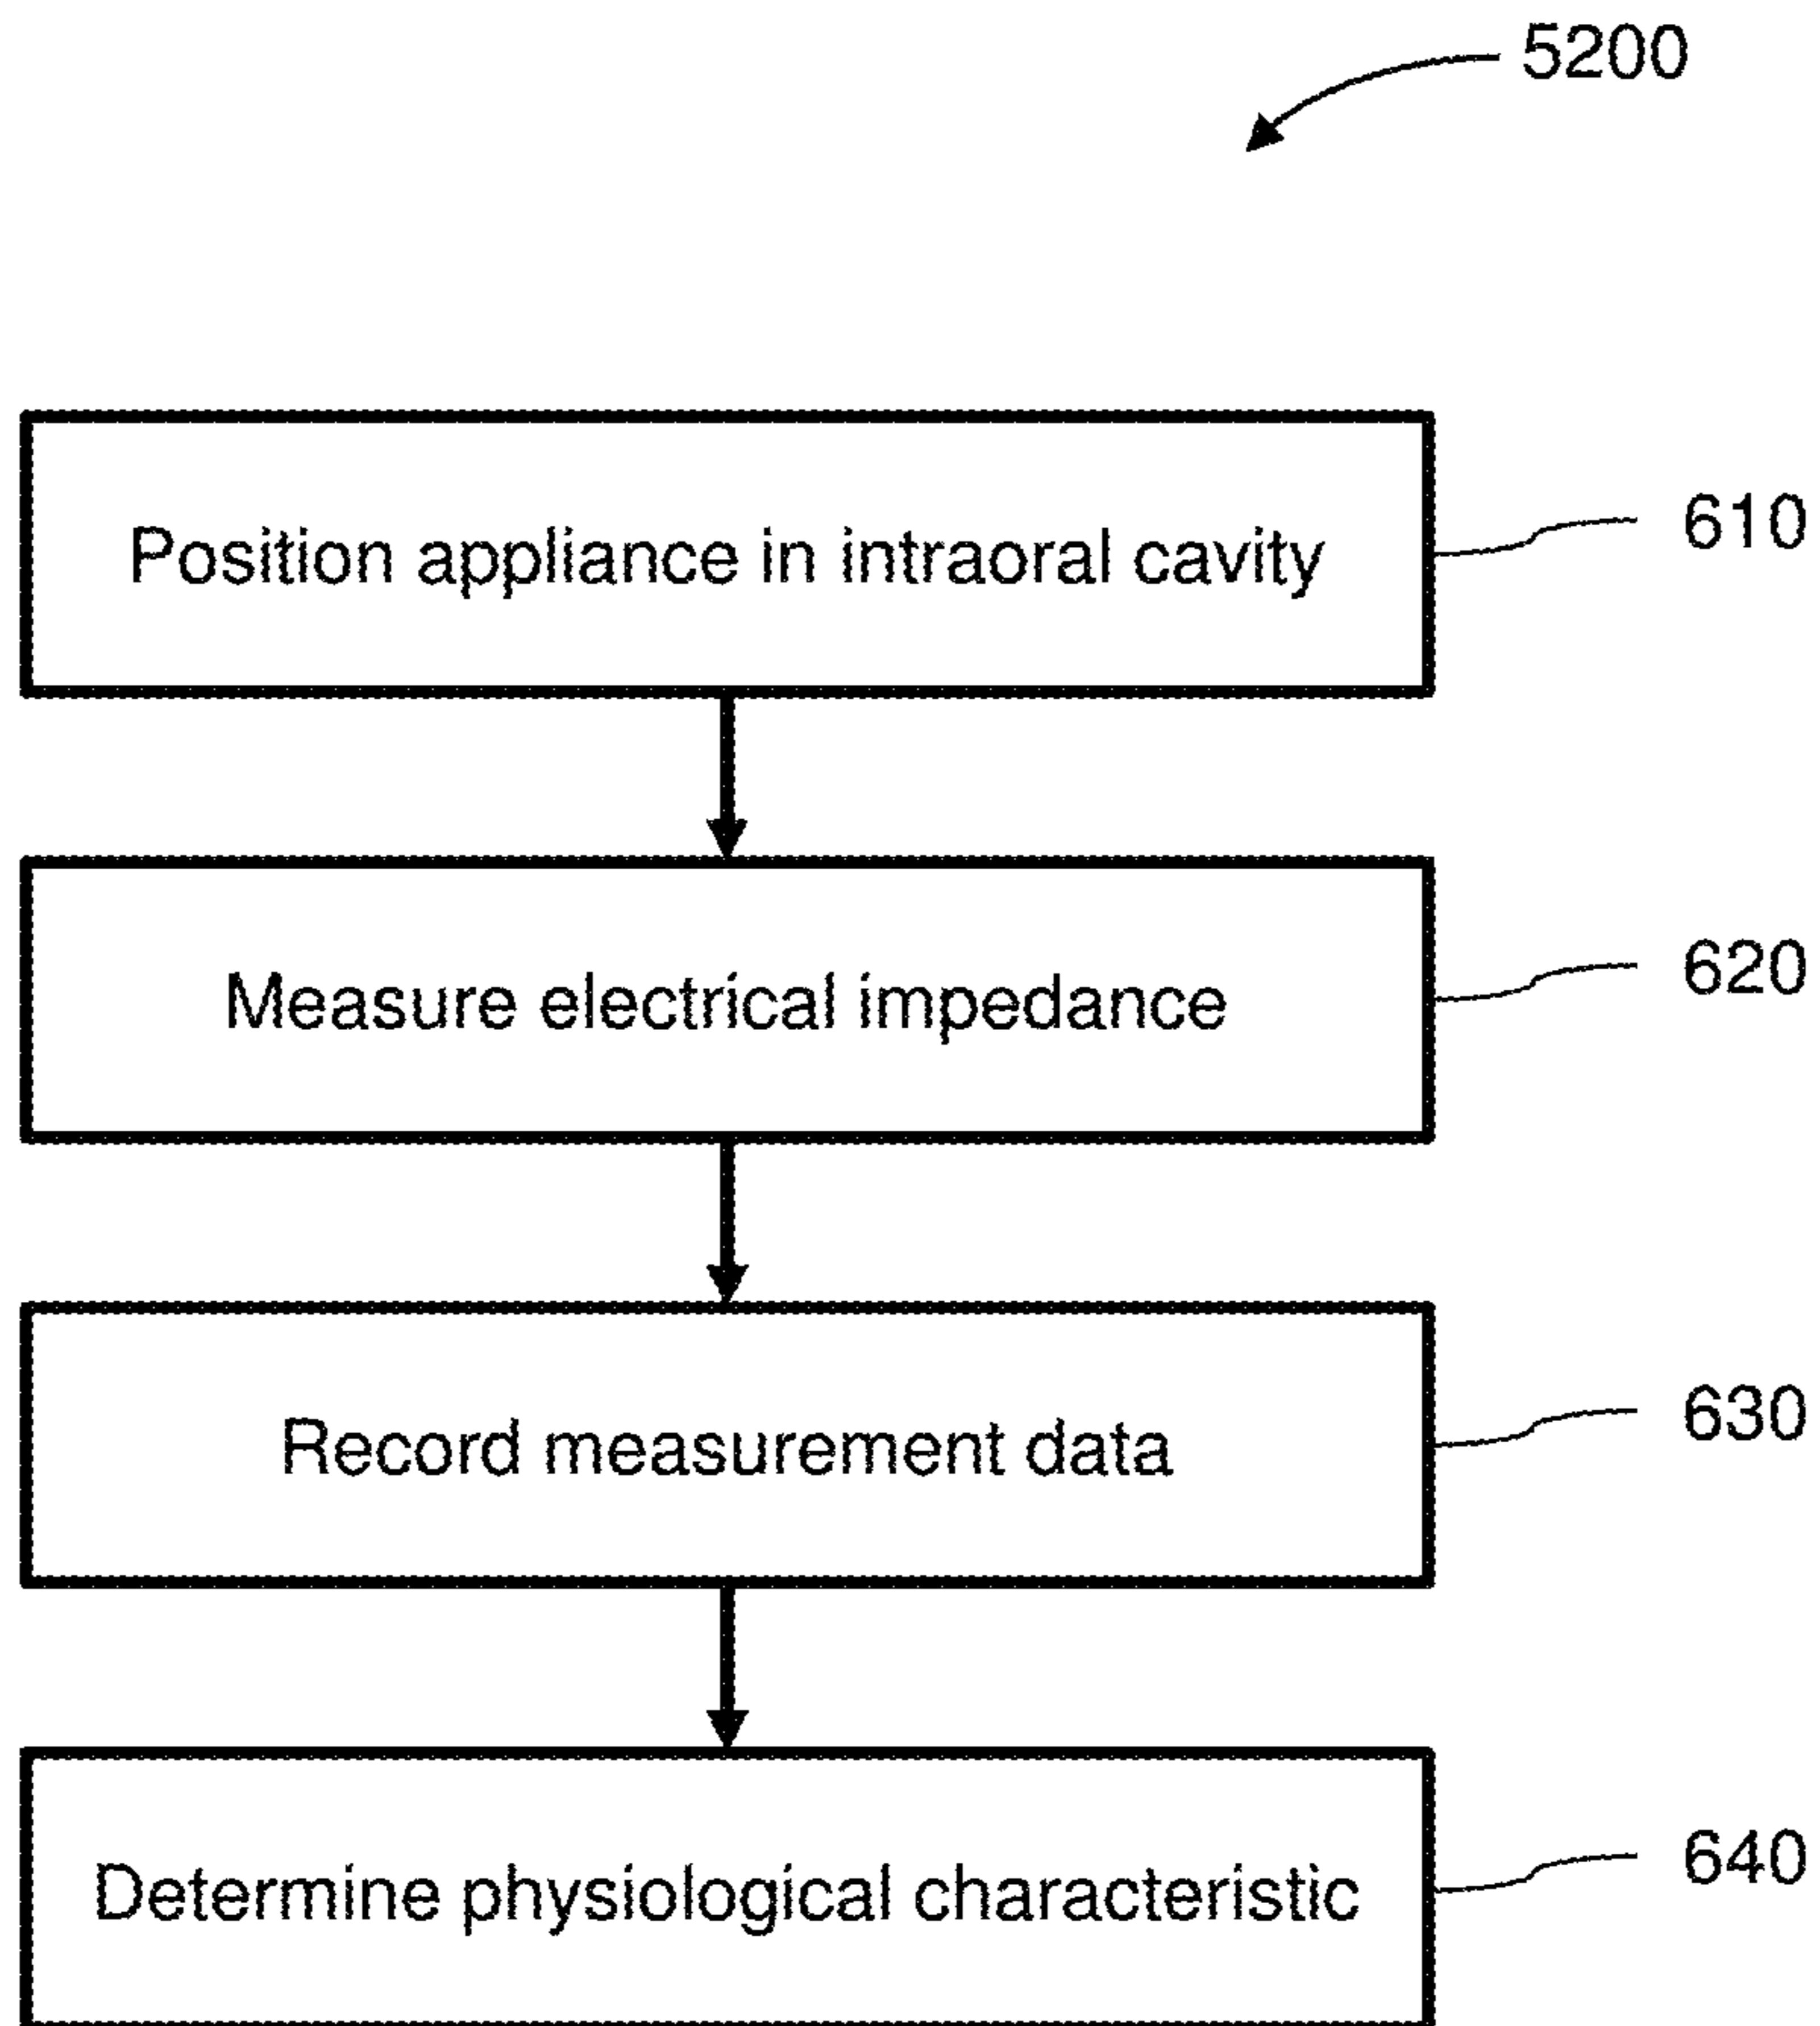 5200
Position appliance in intraoral cavity
610
Measure electrical impedance
620
Record measurement data
630
Determine physiological characteristic
640